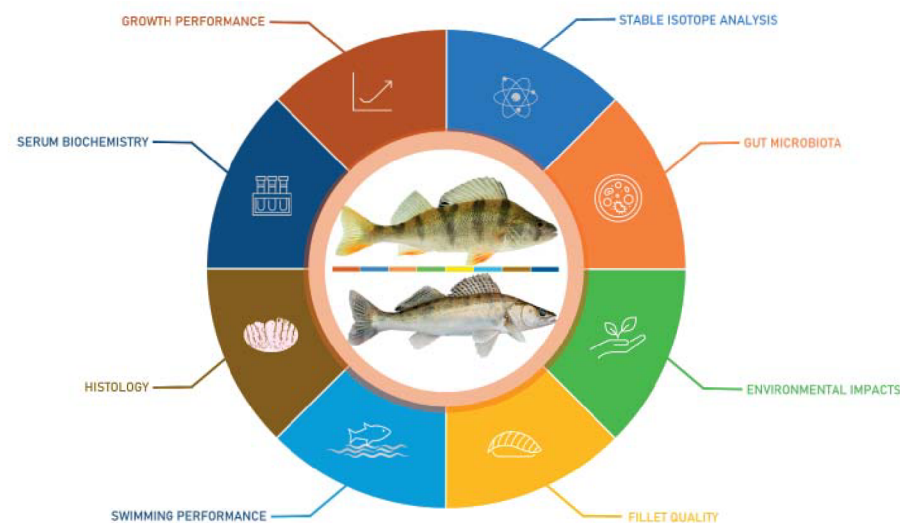 GROWTH PERFORMANCE
STABLE ISOTOPE ANALYSIS
SERUM BIOCHEMISTRY
GUT MICROBIOTA
HISTOLOGY
ENVIRONMENTAL IMPACTS
SWIMMING PERFORMANCE
FILLET QUALITY